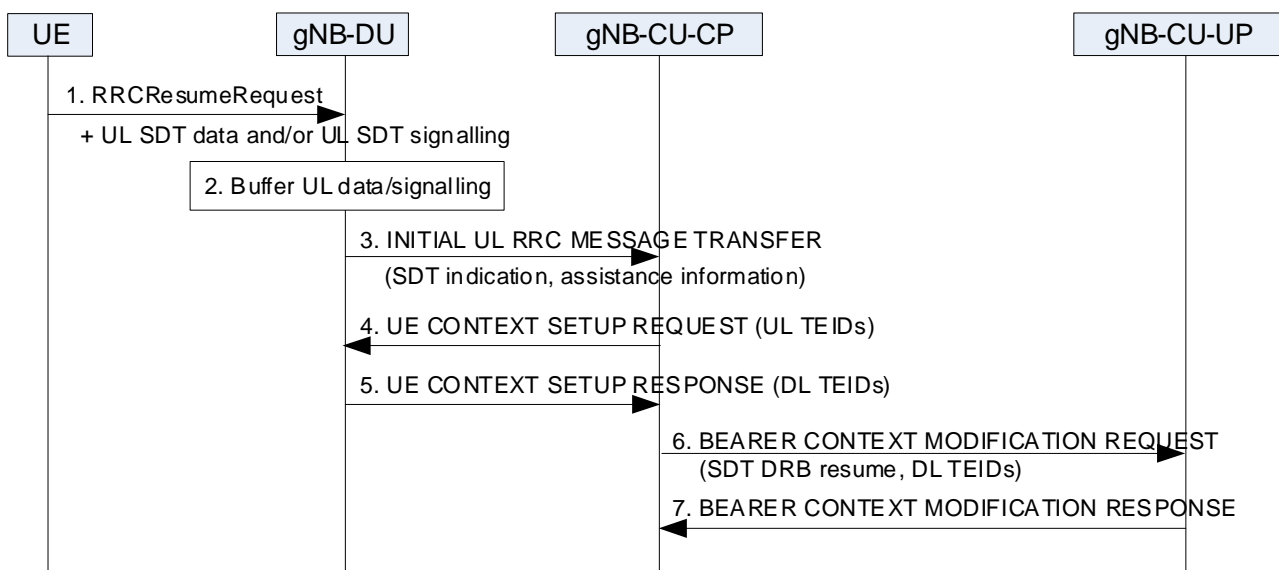 UE
gNB-DU
gNB-CU-CP
gNB-CU-UP
1. RRCResumeRequest
+ UL SDT data and/or UL SDT signalling
2. Buffer UL data/signalling
3. INITIAL UL RRC MESSAGE TRANSFER
(SDT indication, assistance information)
4. UE CONTEXT SETUP REQUEST (UL TEIDs)
5. UE CONTEXT SETUP RESPONSE (DL TEIDs)
6. BEARER CONTEXT MODIFICATION REQUEST
(SDT DRB resume, DL TEIDs)
7. BEARER CONTEXT MODIFICATION RESPONSE